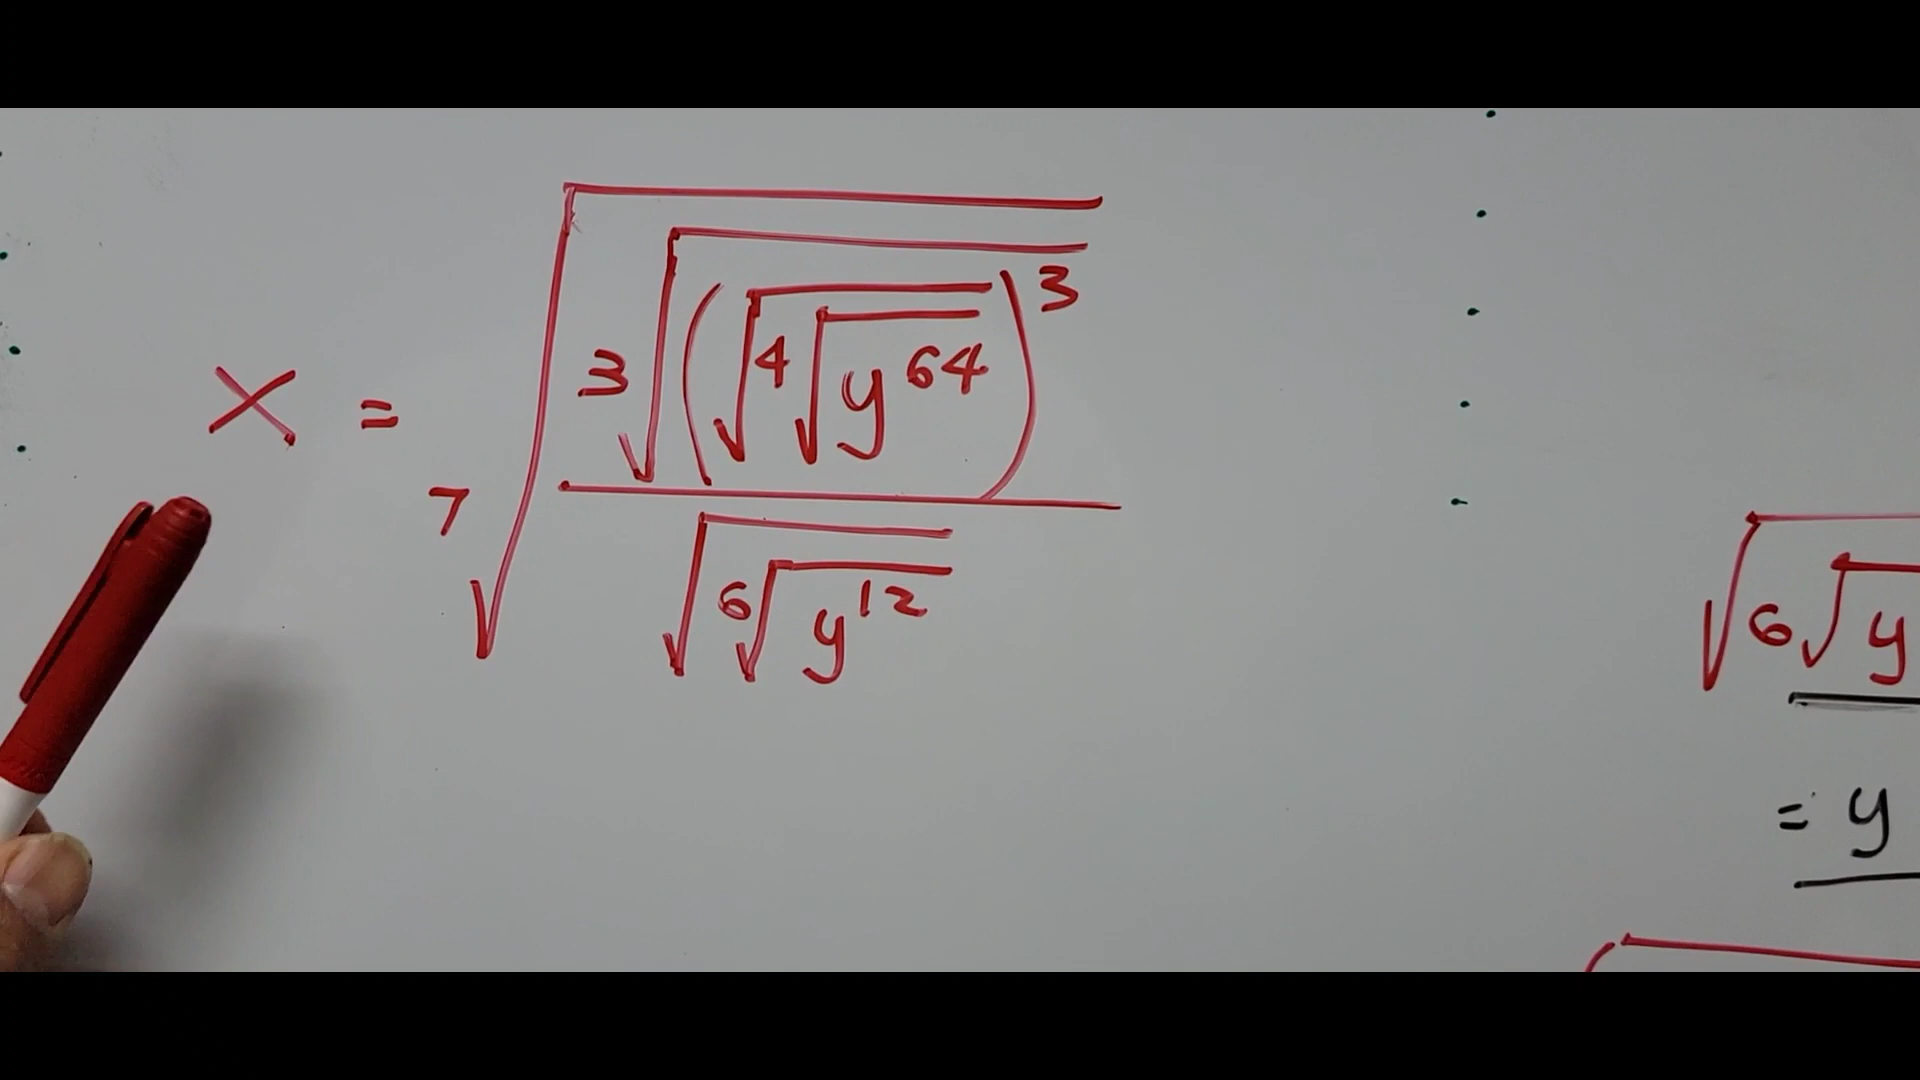 x = ⁷√(³√((√(⁴√(y⁶⁴)))³) / √(⁶√(y¹²)))
√(⁶√y
= y